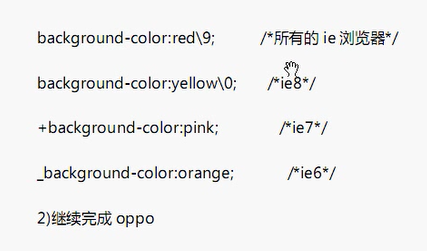 background-color:red\9; /*所有的 ie 浏览器*/
background-color:yellow\0; /*ie8*/
+background-color:pink; /*ie7*/
_background-color:orange; /*ie6*/
2)继续完成 oppo